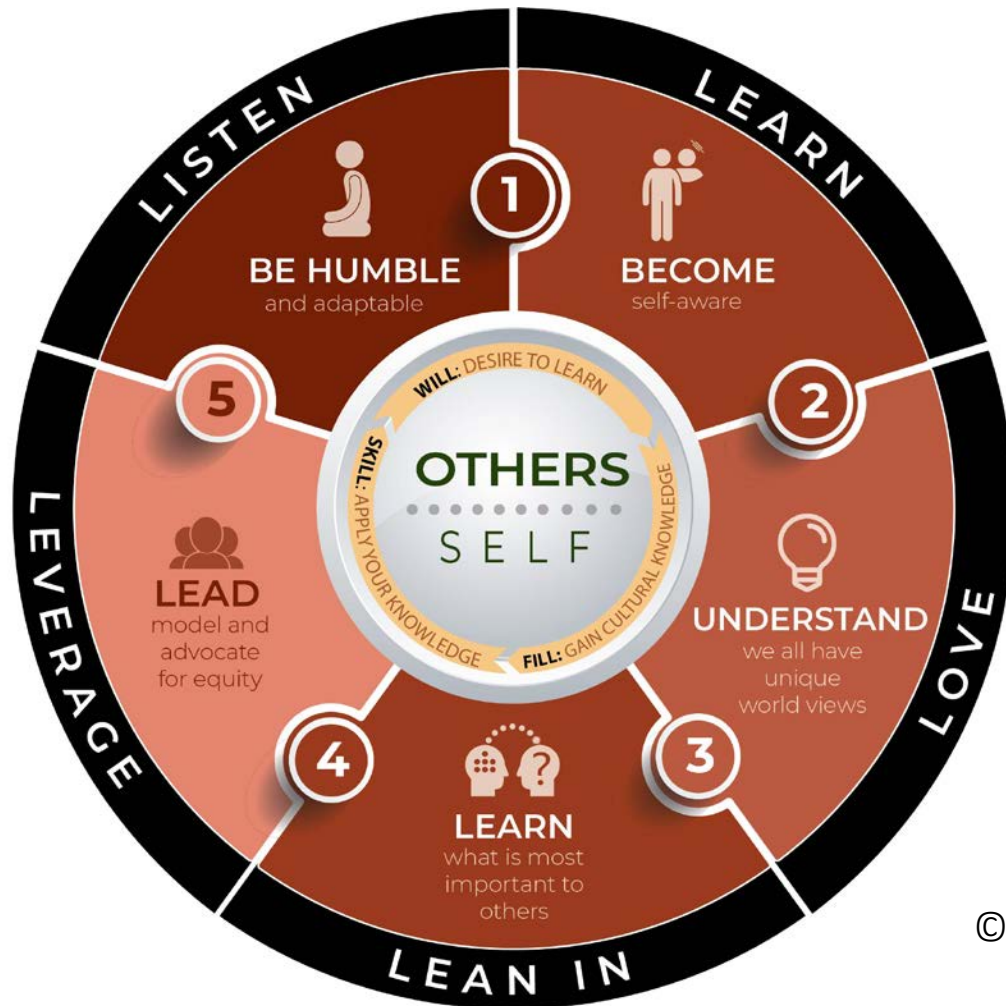 LISTEN
LEARN
LOVE
LEAN IN
LEVERAGE
1
BE HUMBLE
and adaptable
BECOME
self-aware
2
UNDERSTAND
we all have
unique
world views
3
LEARN
what is most
important to
others
4
LEAD
model and
advocate
for equity
5
WILL: DESIRE TO LEARN
FILL: GAIN CULTURAL KNOWLEDGE
SKILL: APPLY YOUR KNOWLEDGE
OTHERS
SELF
?
©